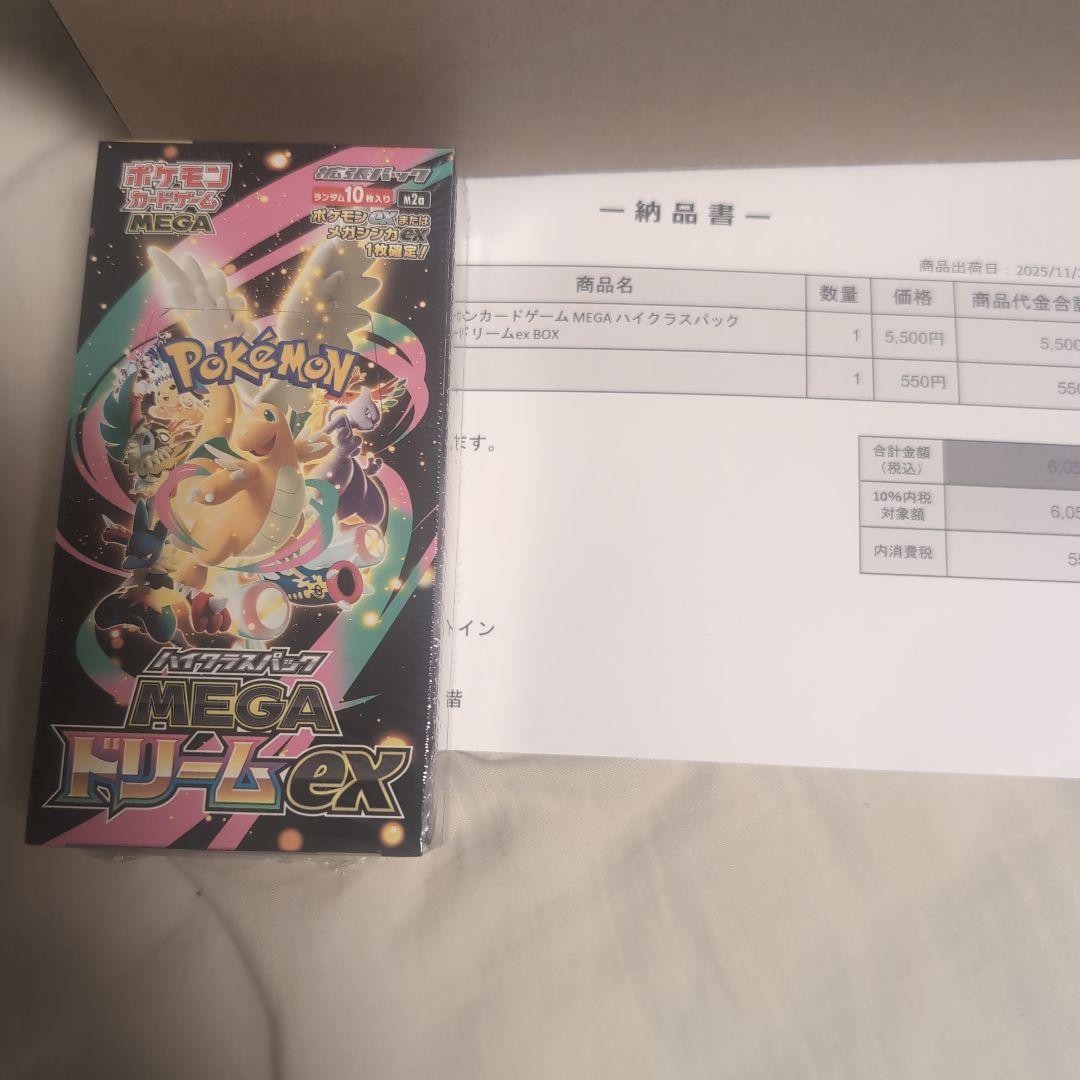 ポケモン
カードゲーム
MEGA
拡張パック
ランダム10枚入り M2a
ポケモンexまたは
メガシンカex
1枚確定!!
POKéMON
TM
ハイクラスパック
MEGA
ドリームex
ー納品書ー
商品出荷日：2025/11/
商品名 数量 価格 商品代金合計
ンカードゲーム MEGA ハイクラスパック
ドリームex BOX 1 5,500円 5,500
1 550円 550
ます。
合計金額
（税込） 6,05
10%内税
対象額 6,05
内消費税 55
トイン
階